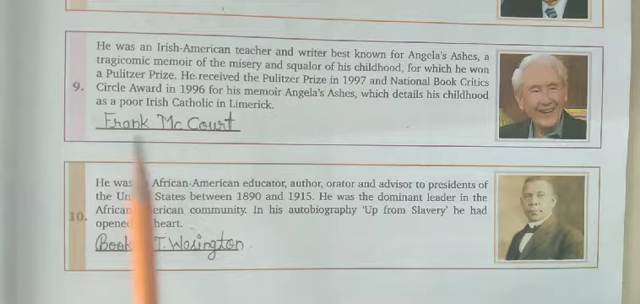 He was an Irish-American teacher and writer best known for Angela's Ashes, a
tragicomic memoir of the misery and squalor of his childhood, for which he won
a Pulitzer Prize. He received the Pulitzer Prize in 1997 and National Book Critics
9. Circle Award in 1996 for his memoir Angela's Ashes, which details his childhood
as a poor Irish Catholic in Limerick.
Frank Mc Court
He was African-American educator, author, orator and advisor to presidents of
the Un States between 1890 and 1915. He was the dominant leader in the
10. African erican community. In his autobiography 'Up from Slavery' he had
opene heart.
Book T. Wasington